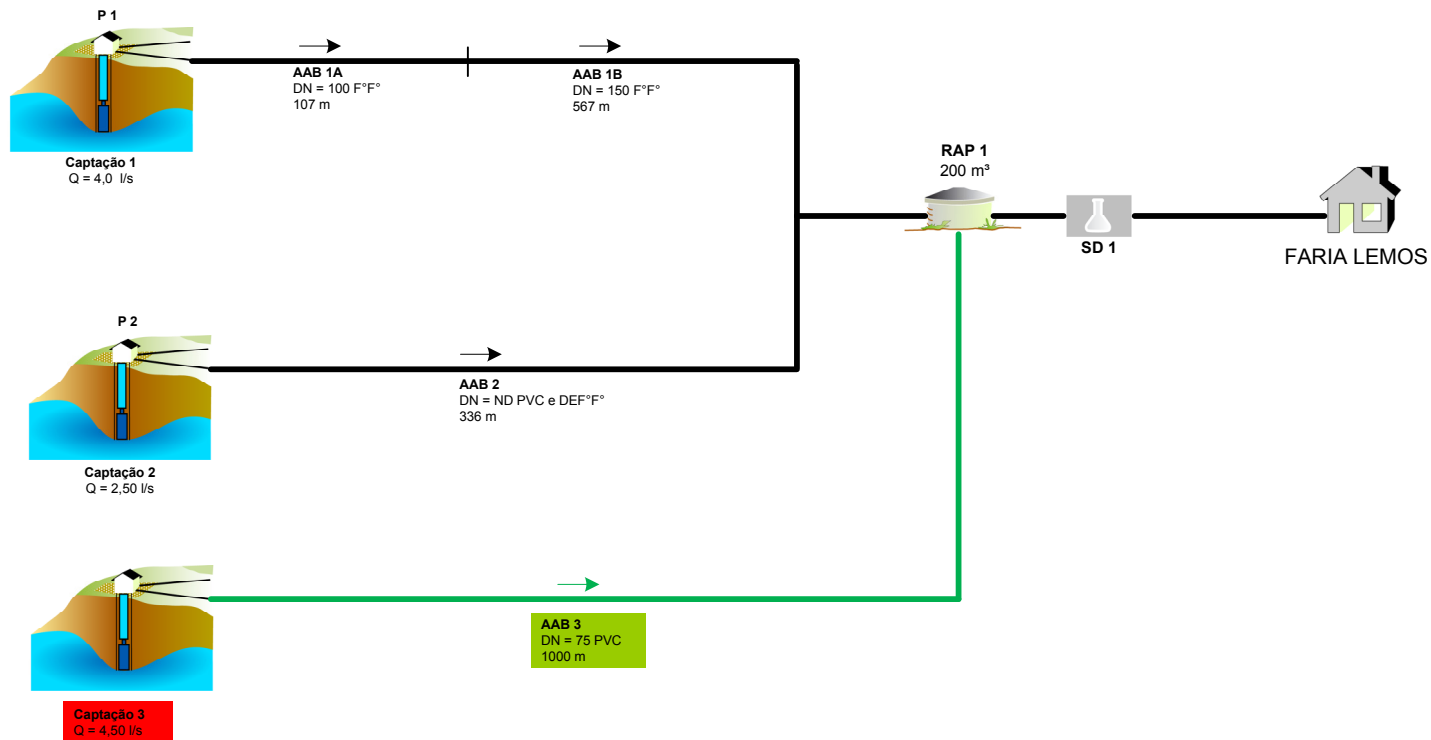 P 1
AAB 1A
DN = 100 F°F°
107 m
AAB 1B
DN = 150 F°F°
567 m
Captação 1
Q = 4,0 l/s
RAP 1
200 m³
SD 1
FARIA LEMOS
P 2
AAB 2
DN = ND PVC e DEF°F°
336 m
Captação 2
Q = 2,50 l/s
AAB 3
DN = 75 PVC
1000 m
Captação 3
Q = 4,50 l/s